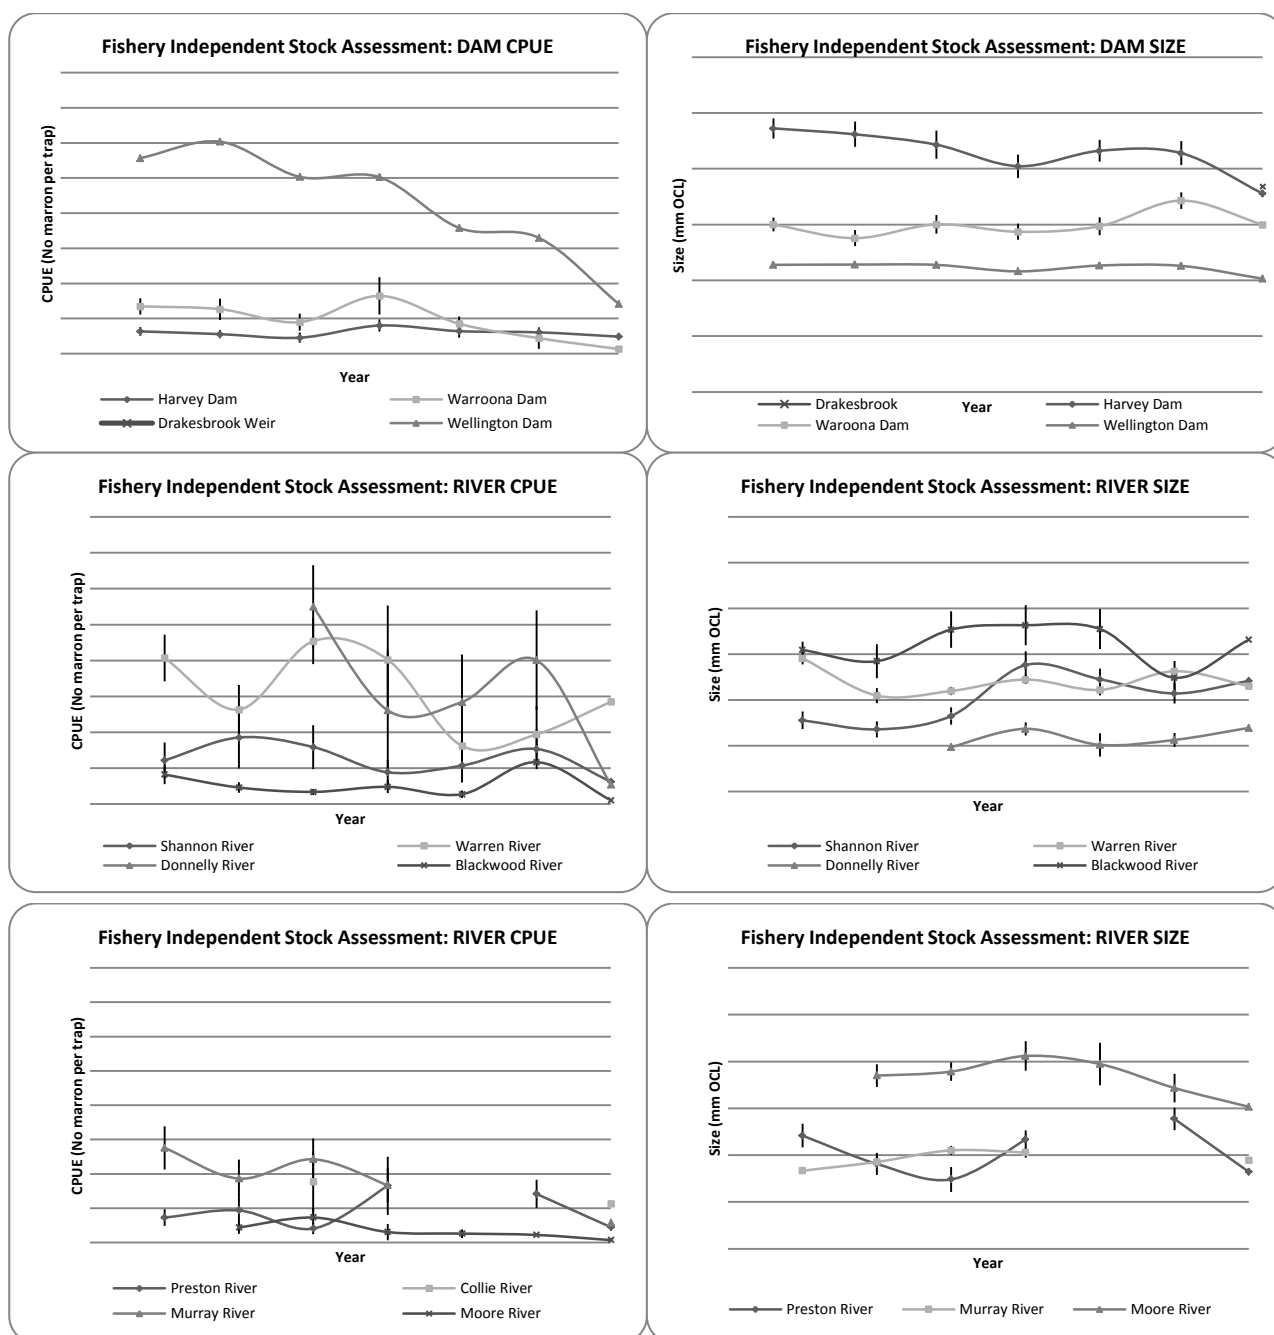 Fishery Independent Stock Assessment: DAM CPUE
CPUE (No marron per trap)
Year
Harvey Dam
Warroona Dam
Drakesbrook Weir
Wellington Dam
Fishery Independent Stock Assessment: DAM SIZE
Size (mm OCL)
Drakesbrook
Year
Harvey Dam
Waroona Dam
Wellington Dam
Fishery Independent Stock Assessment: RIVER CPUE
CPUE (No marron per trap)
Year
Shannon River
Warren River
Donnelly River
Blackwood River
Fishery Independent Stock Assessment: RIVER SIZE
Size (mm OCL)
Year
Shannon River
Warren River
Donnelly River
Blackwood River
Fishery Independent Stock Assessment: RIVER CPUE
CPUE (No marron per trap)
Year
Preston River
Collie River
Murray River
Moore River
Fishery Independent Stock Assessment: RIVER SIZE
Size (mm OCL)
Year
Preston River
Murray River
Moore River